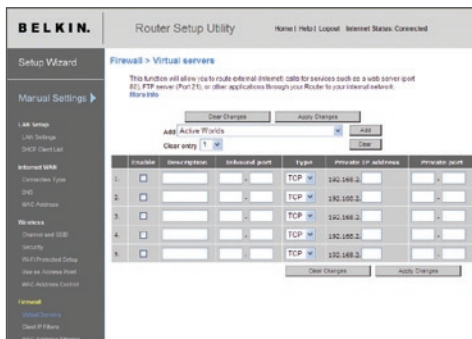 BELKIN.
Router Setup Utility
Home | Help | Logout Internet Status: Connected
Setup Wizard
Manual Settings
LAN Setup
LAN Settings
DHCP Client List
Internet WAN
Connection Type
DNS
MAC Address
Wireless
Channel and SSID
Security
Wi-Fi Protected Setup
Use as Access Point
MAC Address Control
Firewall
Virtual Servers
Client IP Filters
Firewall > Virtual servers
This function will allow you to route external (Internet) calls for services such as a web server (port
80), FTP server (Port 21), or other applications through your Router to your internal network.
More Info
Clear Changes Apply Changes
Add Active Worlds Add
Clear entry 1 Clear
Enable Description Inbound port Type Private IP address Private port
1. - TCP 192.168.2. -
2. - TCP 192.168.2. -
3. - TCP 192.168.2. -
4. - TCP 192.168.2. -
5. - TCP 192.168.2. -
Clear Changes Apply Changes